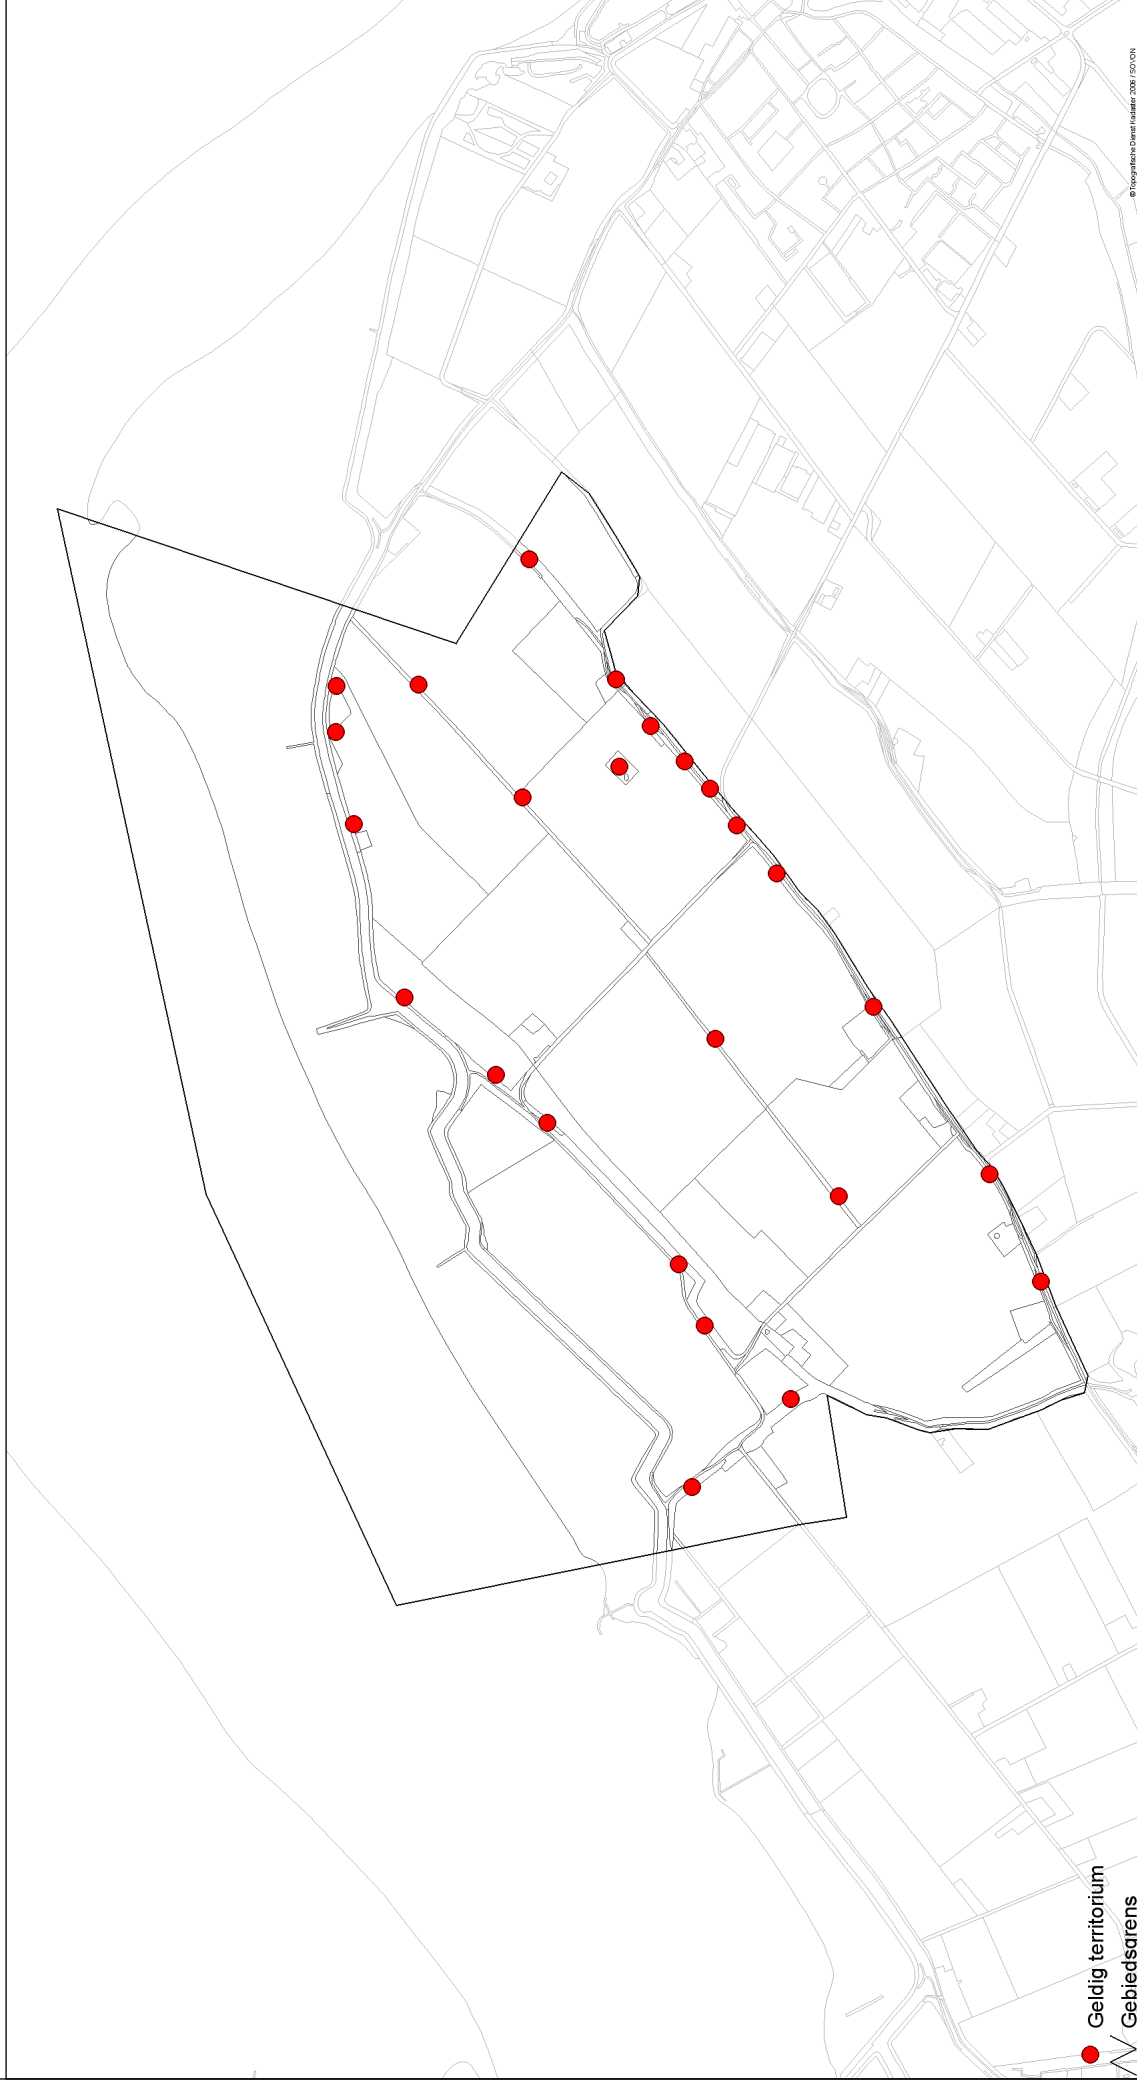 © Topografische Dienst Kadaster 2006 / SOVON
Geldig territorium
Gebiedsgrens